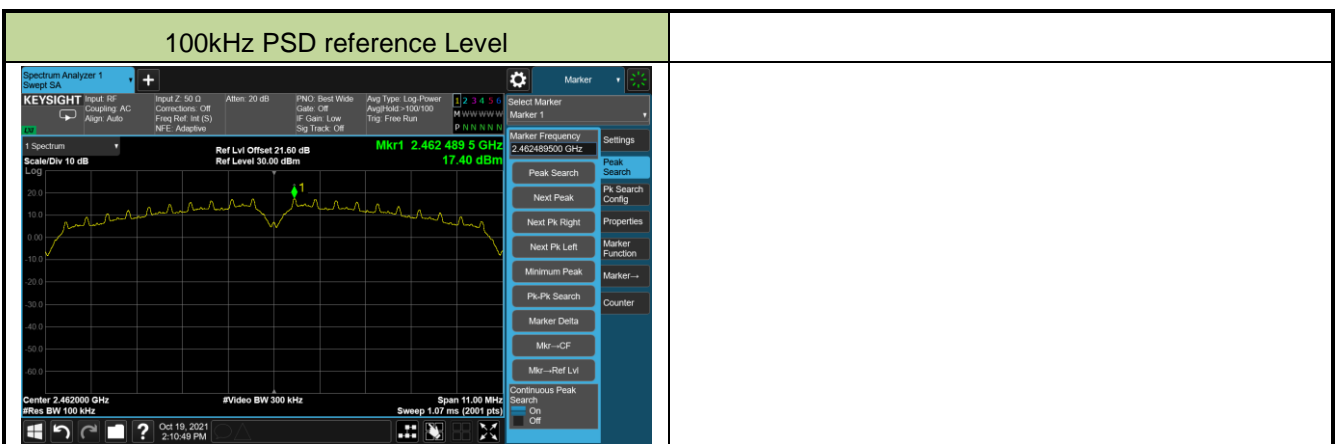 100kHz PSD reference Level
Spectrum Analyzer 1
Swept SA
+
Marker
KEYSIGHT
Input: RF
Coupling: AC
Align: Auto
Input Z: 50 Ω
Corrections: Off
Freq Ref: Int (S)
NFE: Adaptive
Atten: 20 dB
PNO: Best Wide
Gate: Off
IF Gain: Low
Sig Track: Off
Avg Type: Log-Power
Avg|Hold:>100/100
Trig: Free Run
1 2 3 4 5 6
M W W W W W
P N N N N N
Select Marker
Marker 1
1 Spectrum
Scale/Div 10 dB
Log
Ref Lvl Offset 21.60 dB
Ref Level 30.00 dBm
Mkr1 2.462 489 5 GHz
17.40 dBm
Marker Frequency
2.462489500 GHz
Peak Search
Next Peak
Next Pk Right
Next Pk Left
Minimum Peak
Pk-Pk Search
Marker Delta
Mkr→CF
Mkr→Ref Lvl
Continuous Peak
Search
On
Off
Settings
Peak
Search
Pk Search
Config
Properties
Marker
Function
Marker→
Counter
1
20.0
10.0
0.00
-10.0
-20.0
-30.0
-40.0
-50.0
-60.0
Center 2.462000 GHz
#Res BW 100 kHz
#Video BW 300 kHz
Span 11.00 MHz
Sweep 1.07 ms (2001 pts)
?
Oct 19, 2021
2:10:49 PM